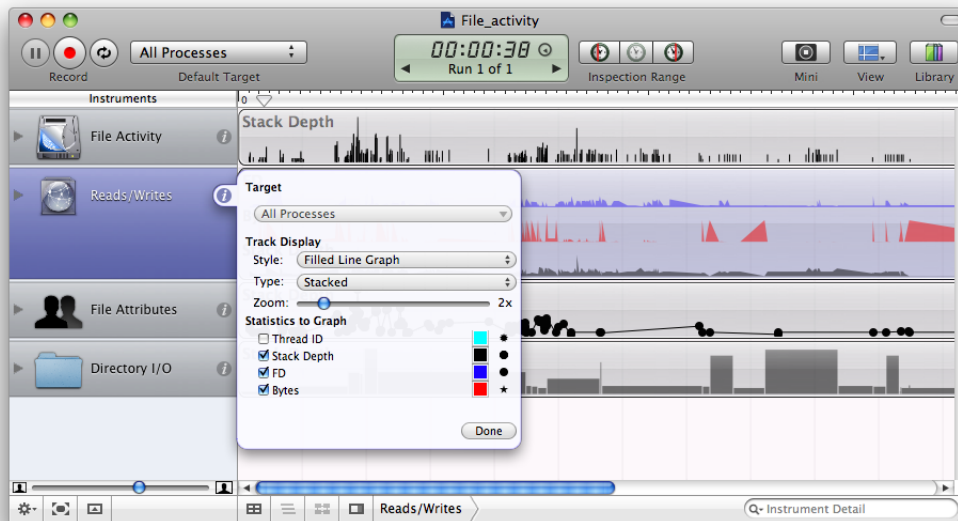 File_activity
All Processes
00:00:38
Run 1 of 1
Record
Default Target
Inspection Range
Mini
View
Library
Instruments
0
File Activity
Stack Depth
Reads/Writes
Target
All Processes
Track Display
Style: Filled Line Graph
Type: Stacked
Zoom: 2x
Statistics to Graph
Thread ID
Stack Depth
FD
Bytes
Done
File Attributes
Directory I/O
Reads/Writes
Instrument Detail